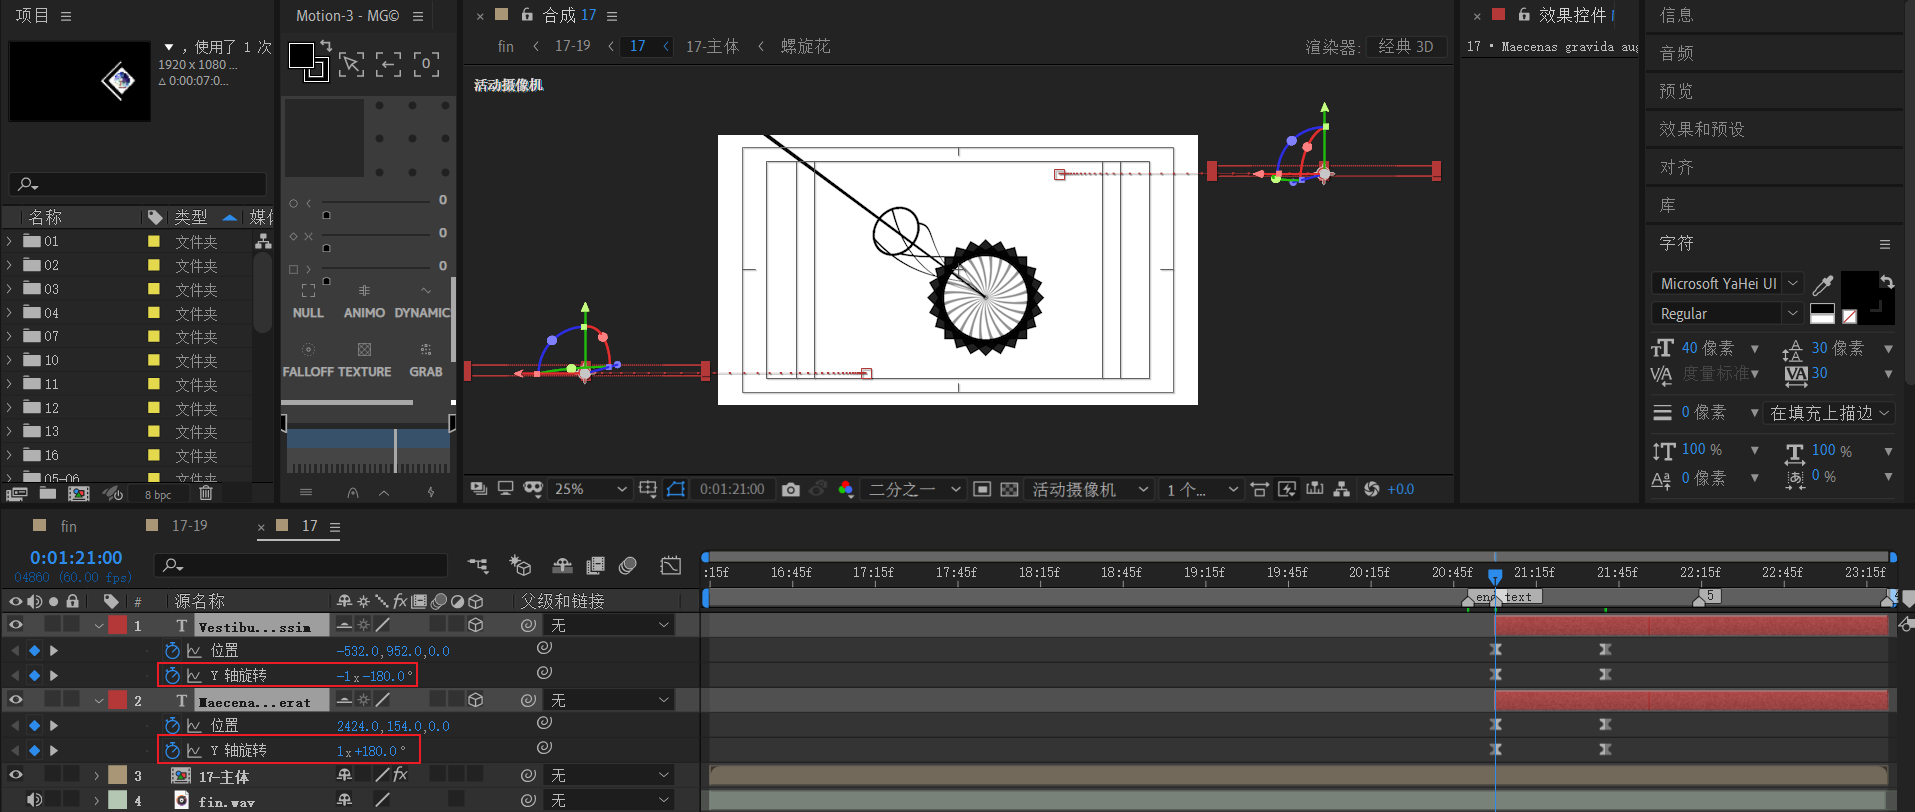 项目
，使用了 1 次
1920 x 1080 ...
△ 0:00:07:0...
名称
类型
01
文件夹
02
文件夹
03
文件夹
04
文件夹
07
文件夹
10
文件夹
11
文件夹
12
文件夹
13
文件夹
16
文件夹
05-06
文件夹
8 bpc
Motion-3 - MG©
0
0
0
0
NULL
ANIMO
DYNAMIC
FALLOFF
TEXTURE
GRAB
合成 17
fin
17-19
17
17-主体
螺旋花
渲染器:
经典 3D
活动摄像机
25%
0:01:21:00
二分之一
活动摄像机
1 个...
+0.0
效果控件
17 • Maecenas gravida aug
信息
音频
预览
效果和预设
对齐
库
字符
Microsoft YaHei UI
Regular
40 像素
30 像素
度量标准
30
0 像素
在填充上描边
100 %
100 %
0 像素
0 %
fin
17-19
17
0:01:21:00
04860 (60.00 fps)
:15f
16:45f
17:15f
17:45f
18:15f
18:45f
19:15f
19:45f
20:15f
20:45f
21:15f
21:45f
22:15f
22:45f
23:15f
#
源名称
父级和链接
text
5
1
T
Vestibu...ssim
无
位置
-532.0,952.0,0.0
Y 轴旋转
-1x-180.0°
2
T
Maecena...erat
无
位置
2424.0,154.0,0.0
Y 轴旋转
1x+180.0°
3
17-主体
无
4
fin.wav
无